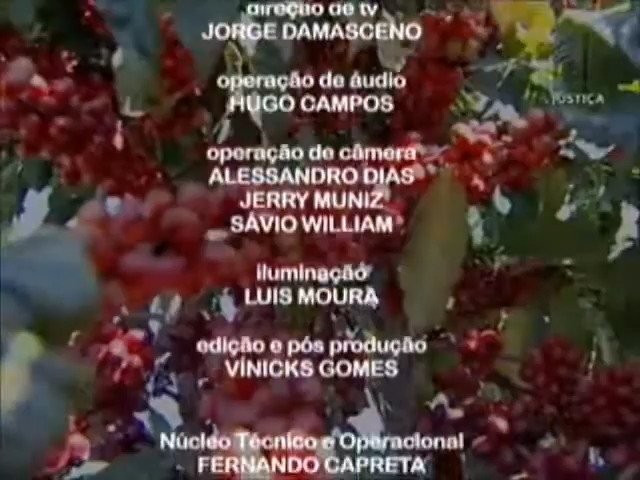 direção de tv
JORGE DAMASCENO
operação de áudio
HUGO CAMPOS
JUSTIÇA
operação de câmera
ALESSANDRO DIAS
JERRY MUNIZ
SÁVIO WILLIAM
iluminação
LUIS MOURA
edição e pós produção
VÍNICKS GOMES
Núcleo Técnico e Operacional
FERNANDO CAPRETA